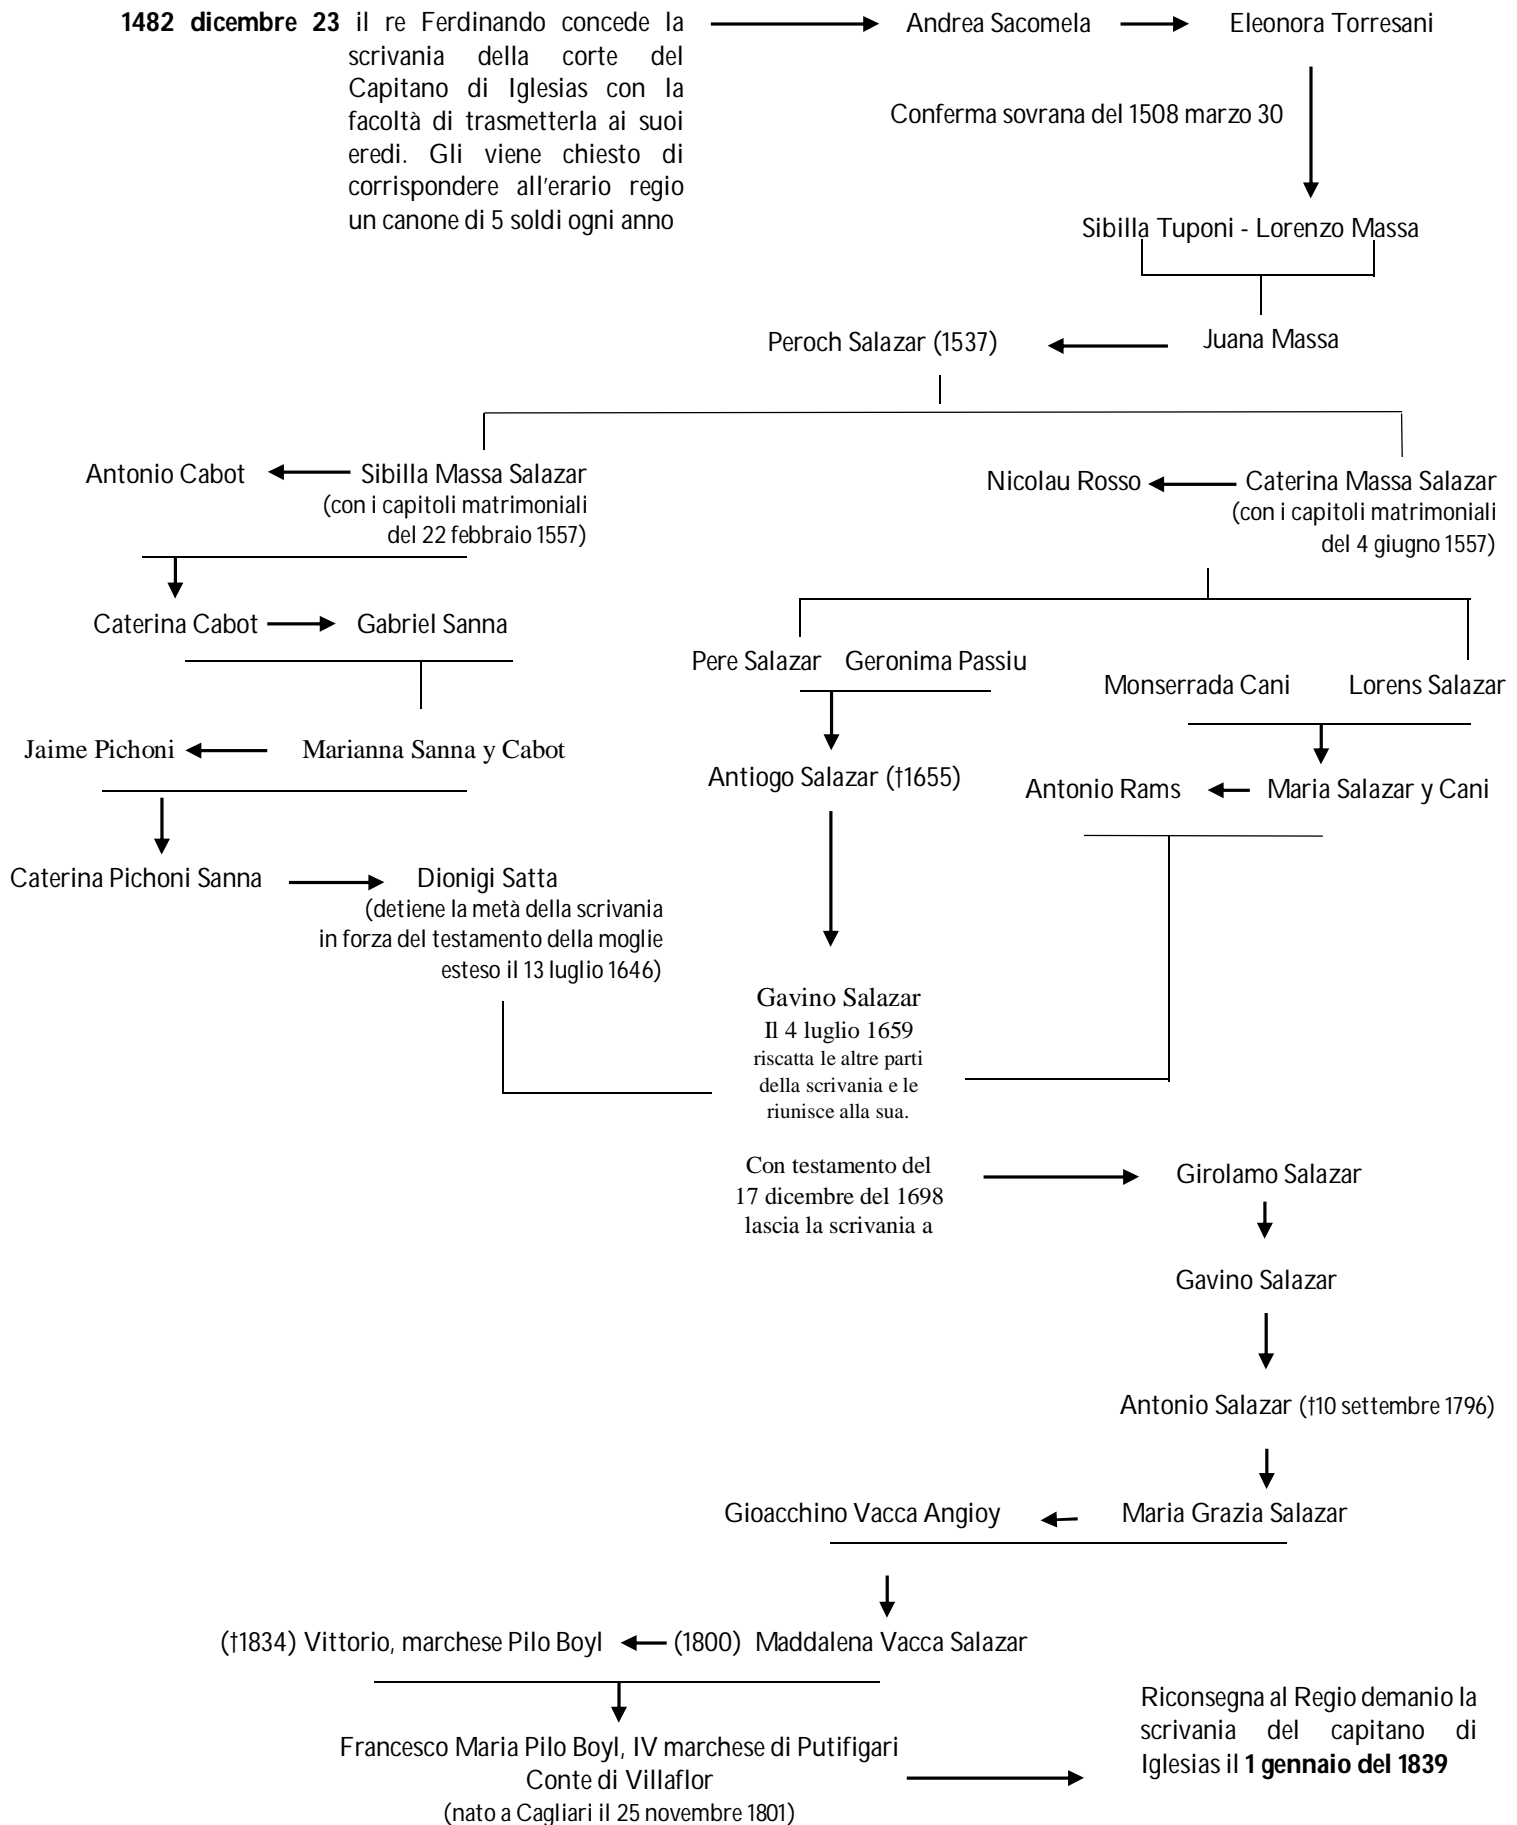 1482 dicembre 23 il re Ferdinando concede la
scrivania della corte del
Capitano di Iglesias con la
facoltà di trasmetterla ai suoi
eredi. Gli viene chiesto di
corrispondere all'erario regio
un canone di 5 soldi ogni anno
Andrea Sacomela
Eleonora Torresani
Conferma sovrana del 1508 marzo 30
Sibilla Tuponi - Lorenzo Massa
Peroch Salazar (1537)
Juana Massa
Antonio Cabot
Sibilla Massa Salazar
(con i capitoli matrimoniali
del 22 febbraio 1557)
Nicolau Rosso
Caterina Massa Salazar
(con i capitoli matrimoniali
del 4 giugno 1557)
Caterina Cabot
Gabriel Sanna
Pere Salazar
Geronima Passiu
Monserrada Cani
Lorens Salazar
Jaime Pichoni
Marianna Sanna y Cabot
Antiogo Salazar (†1655)
Antonio Rams
Maria Salazar y Cani
Caterina Pichoni Sanna
Dionigi Satta
(detiene la metà della scrivania
in forza del testamento della moglie
esteso il 13 luglio 1646)
Gavino Salazar
Il 4 luglio 1659
riscatta le altre parti
della scrivania e le
riunisce alla sua.
Con testamento del
17 dicembre del 1698
lascia la scrivania a
Girolamo Salazar
Gavino Salazar
Antonio Salazar (†10 settembre 1796)
Gioacchino Vacca Angioy
Maria Grazia Salazar
(†1834) Vittorio, marchese Pilo Boyl
(1800) Maddalena Vacca Salazar
Francesco Maria Pilo Boyl, IV marchese di Putifigari
Conte di Villaflor
(nato a Cagliari il 25 novembre 1801)
Riconsegna al Regio demanio la
scrivania del capitano di
Iglesias il 1 gennaio del 1839